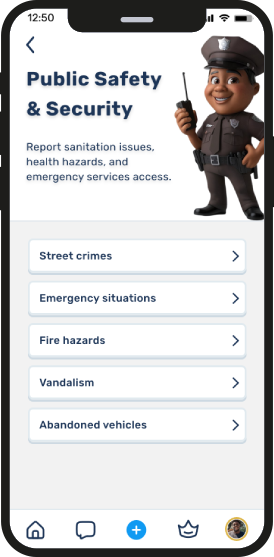 12:50
Public Safety
& Security
Report sanitation issues,
health hazards, and
emergency services access.
Street crimes
Emergency situations
Fire hazards
Vandalism
Abandoned vehicles